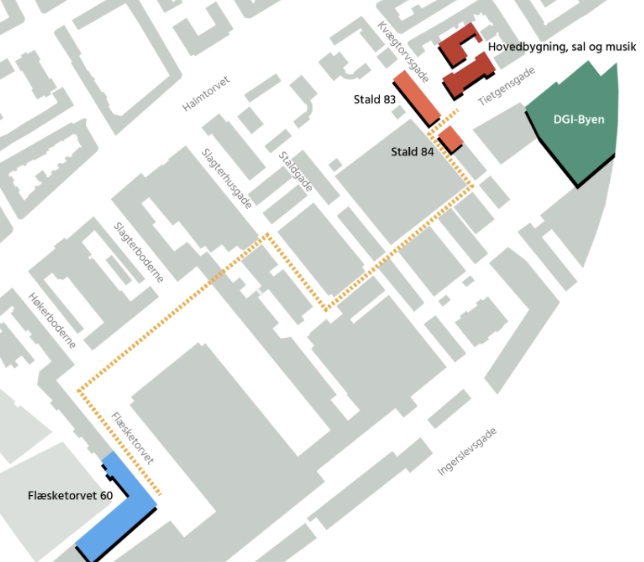 Kvægtorvsgade
Hovedbygning, sal og musik
Halmtorvet
Stald 83
Tietgensgade
DGI-Byen
Stald 84
Slagterhusgade
Staldgade
Slagterboderne
Høkerboderne
Flæsketorvet
Ingerslevsgade
Flæsketorvet 60